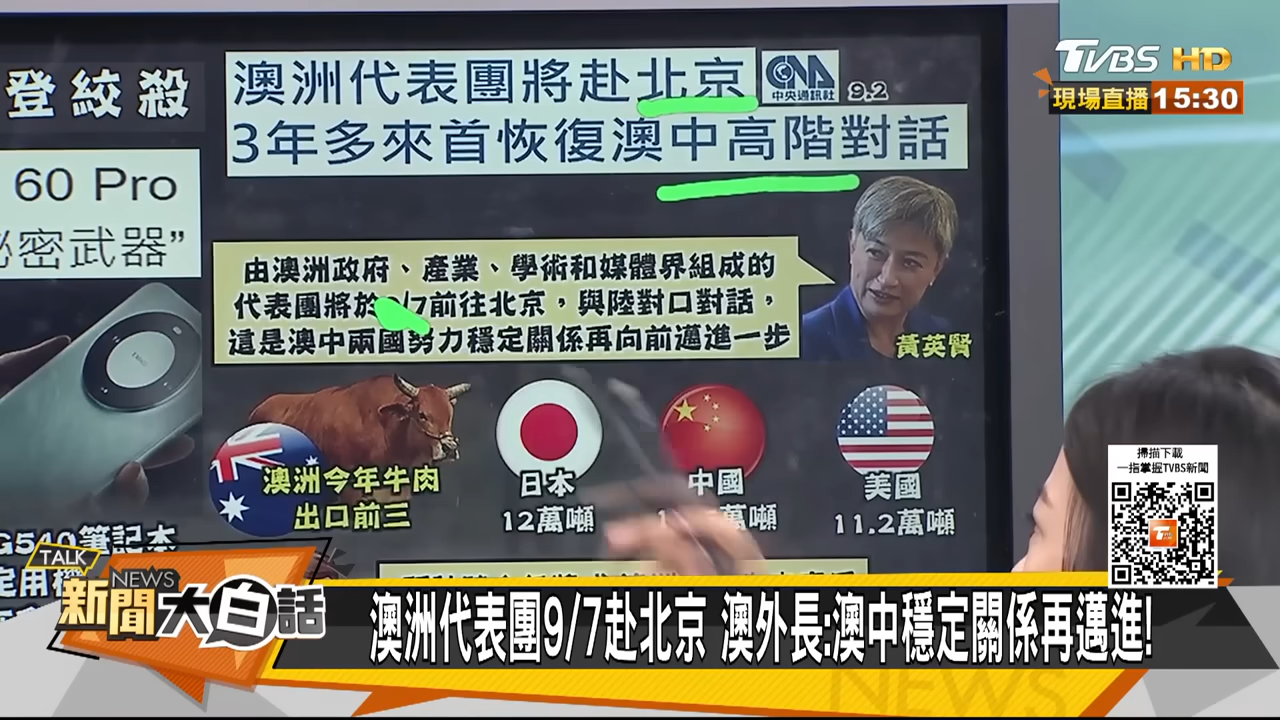 TVBS HD
現場直播 15:30
登絞殺
60 Pro
祕密武器”
澳洲代表團將赴北京
CNA
中央通訊社
9.2
3年多來首恢復澳中高階對話
由澳洲政府、產業、學術和媒體界組成的
代表團將於9/7前往北京，與陸對口對話，
這是澳中兩國努力穩定關係再向前邁進一步
黃英賢
澳洲今年牛肉
出口前三
日本
12萬噸
中國
萬噸
美國
11.2萬噸
G540筆記本
掃描下載
一指掌握TVBS新聞
TALK
NEWS
新聞大白話
澳洲代表團9/7赴北京 澳外長:澳中穩定關係再邁進!
NEWS